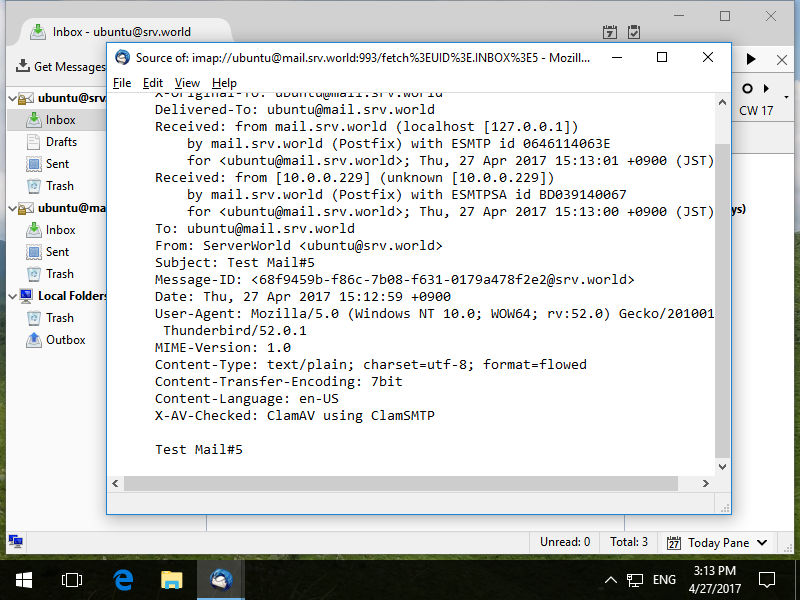 Inbox - ubuntu@srv.world
Get Messages
CW 17
ubuntu@srv.
Inbox
Drafts
Sent
Trash
ubuntu@ma
Inbox
Sent
Trash
Local Folders
Trash
Outbox
ys)
Source of: imap://ubuntu@mail.srv.world:993/fetch%3EUID%3E.INBOX%3E5 - Mozill...
File Edit View Help
X-Original-To: ubuntu@mail.srv.world
Delivered-To: ubuntu@mail.srv.world
Received: from mail.srv.world (localhost [127.0.0.1])
by mail.srv.world (Postfix) with ESMTP id 0646114063E
for <ubuntu@mail.srv.world>; Thu, 27 Apr 2017 15:13:01 +0900 (JST)
Received: from [10.0.0.229] (unknown [10.0.0.229])
by mail.srv.world (Postfix) with ESMTPSA id BD039140067
for <ubuntu@mail.srv.world>; Thu, 27 Apr 2017 15:13:00 +0900 (JST)
To: ubuntu@mail.srv.world
From: ServerWorld <ubuntu@srv.world>
Subject: Test Mail#5
Message-ID: <68f9459b-f86c-7b08-f631-0179a478f2e2@srv.world>
Date: Thu, 27 Apr 2017 15:12:59 +0900
User-Agent: Mozilla/5.0 (Windows NT 10.0; WOW64; rv:52.0) Gecko/201001
Thunderbird/52.0.1
MIME-Version: 1.0
Content-Type: text/plain; charset=utf-8; format=flowed
Content-Transfer-Encoding: 7bit
Content-Language: en-US
X-AV-Checked: ClamAV using ClamSMTP
Test Mail#5
Unread: 0 Total: 3 27 Today Pane
ENG
3:13 PM
4/27/2017